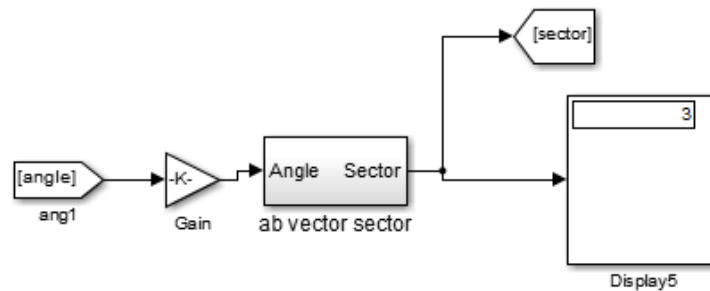 [sector]
3
[angle]
-K-
Angle Sector
ang1
Gain
ab vector sector
Display5